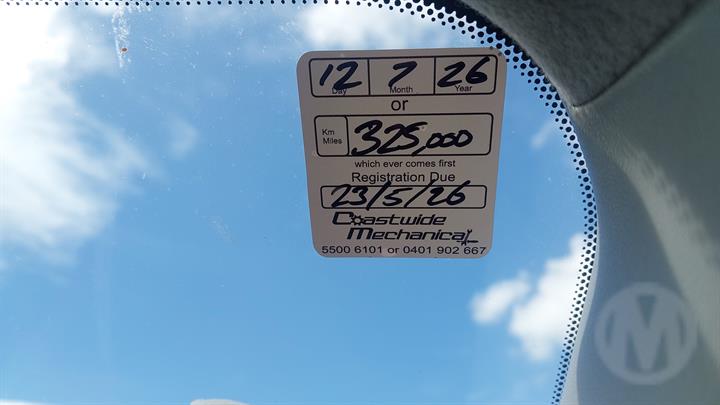 12 7 26
Day Month Year
or
Km
Miles
325,000
which ever comes first
Registration Due
23/5/26
Coastwide
Mechanical
5500 6101 or 0401 902 667
M